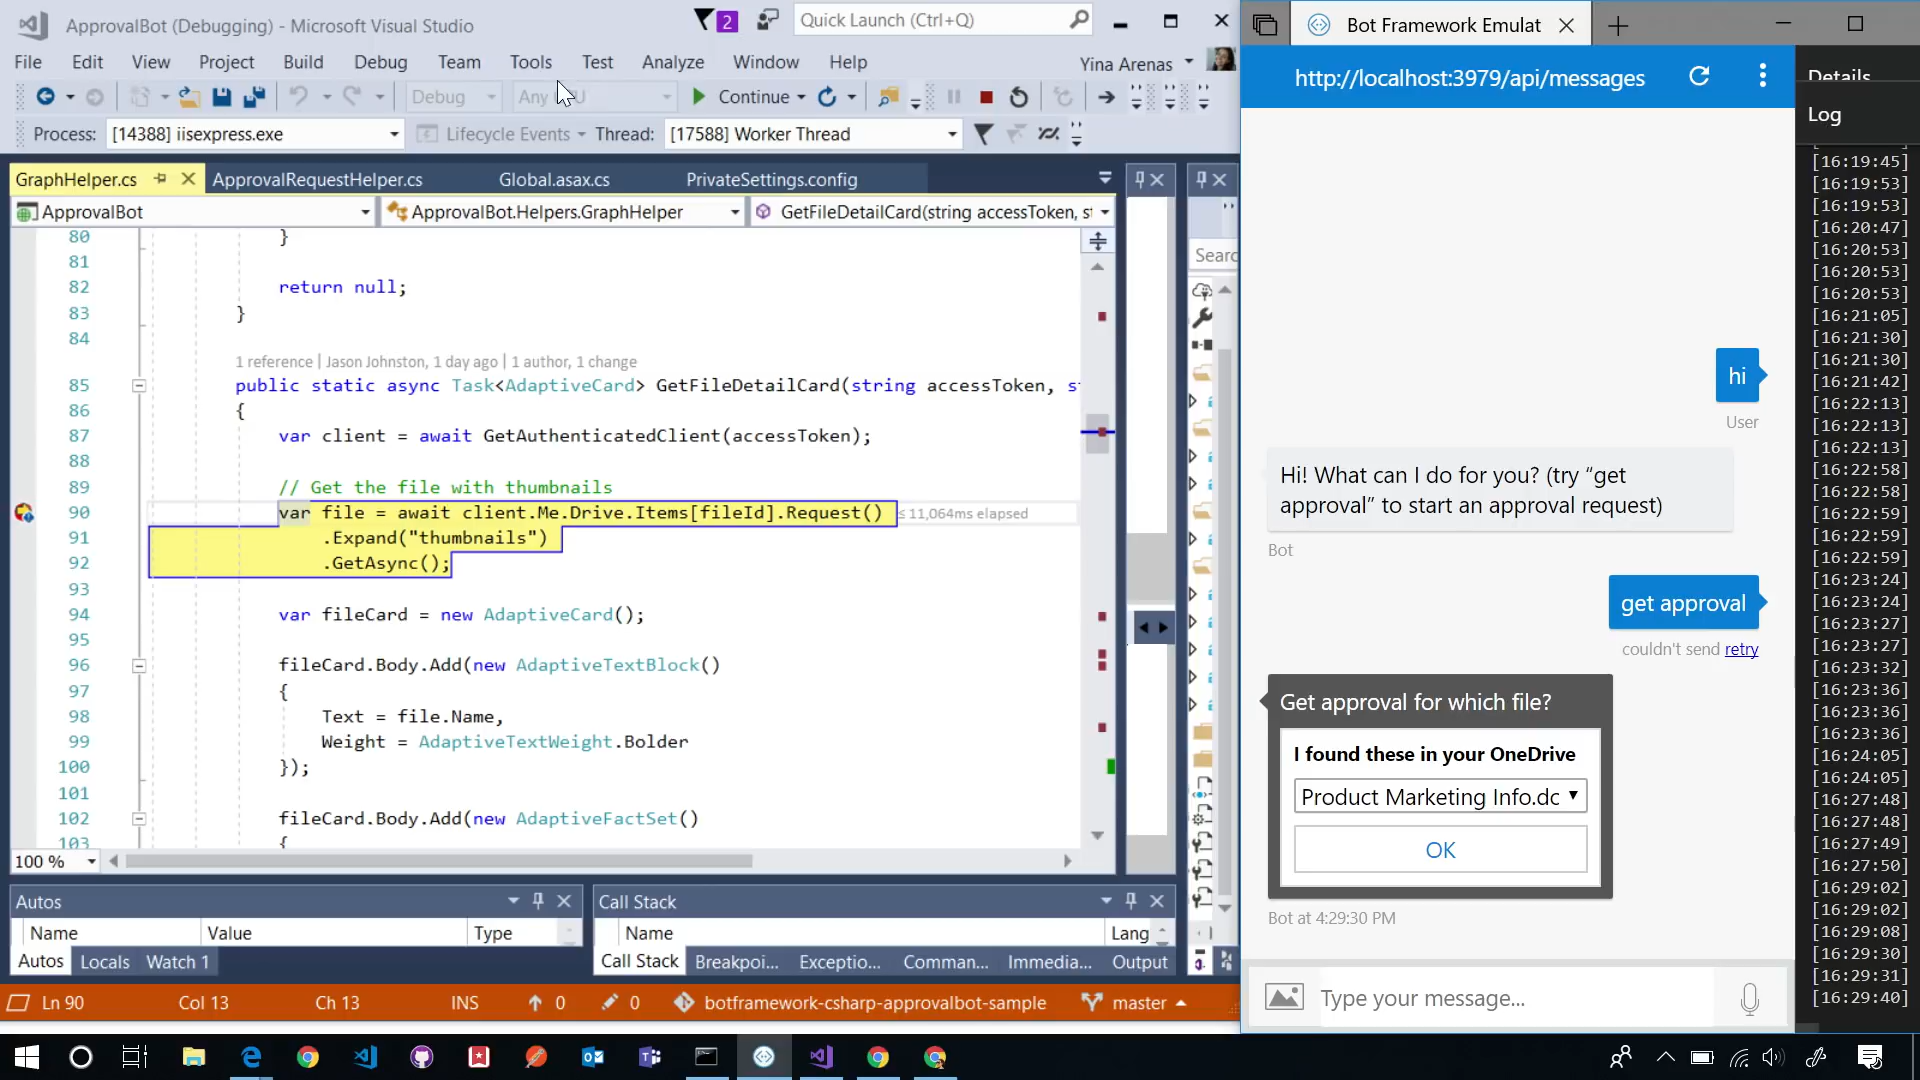 ApprovalBot (Debugging) - Microsoft Visual Studio
2
Quick Launch (Ctrl+Q)
File Edit View Project Build Debug Team Tools Test Analyze Window Help
Yina Arenas
Debug
Continue
Process: [14388] iisexpress.exe
Lifecycle Events
Thread: [17588] Worker Thread
GraphHelper.cs
ApprovalRequestHelper.cs
Global.asax.cs
PrivateSettings.config
ApprovalBot
ApprovalBot.Helpers.GraphHelper
GetFileDetailCard(string accessToken, st
80 }
81
82 return null;
83 }
84
1 reference | Jason Johnston, 1 day ago | 1 author, 1 change
85 public static async Task<AdaptiveCard> GetFileDetailCard(string accessToken, s
86 {
87 var client = await GetAuthenticatedClient(accessToken);
88
89 // Get the file with thumbnails
90 var file = await client.Me.Drive.Items[fileId].Request() ≤ 11,064ms elapsed
91 .Expand("thumbnails")
92 .GetAsync();
93
94 var fileCard = new AdaptiveCard();
95
96 fileCard.Body.Add(new AdaptiveTextBlock()
97 {
98 Text = file.Name,
99 Weight = AdaptiveTextWeight.Bolder
100 });
101
102 fileCard.Body.Add(new AdaptiveFactSet()
103 {
100 %
Searc
Autos
Name Value Type
Autos Locals Watch 1
Call Stack
Name Lang
Call Stack Breakpoi... Exceptio... Comman... Immedia... Output
Ln 90 Col 13 Ch 13 INS 0 0 botframework-csharp-approvalbot-sample master
Bot Framework Emulat
http://localhost:3979/api/messages
Details
Log
hi
User
Hi! What can I do for you? (try “get
approval” to start an approval request)
Bot
get approval
couldn't send retry
Get approval for which file?
I found these in your OneDrive
Product Marketing Info.dc
OK
Bot at 4:29:30 PM
Type your message...
[16:19:45]
[16:19:53]
[16:19:53]
[16:20:47]
[16:20:53]
[16:20:53]
[16:20:53]
[16:21:05]
[16:21:30]
[16:21:30]
[16:21:42]
[16:22:13]
[16:22:13]
[16:22:13]
[16:22:58]
[16:22:58]
[16:22:59]
[16:22:59]
[16:22:59]
[16:23:24]
[16:23:24]
[16:23:27]
[16:23:27]
[16:23:32]
[16:23:36]
[16:23:36]
[16:23:36]
[16:24:05]
[16:24:05]
[16:27:48]
[16:27:48]
[16:27:49]
[16:27:50]
[16:29:02]
[16:29:02]
[16:29:08]
[16:29:30]
[16:29:31]
[16:29:40]